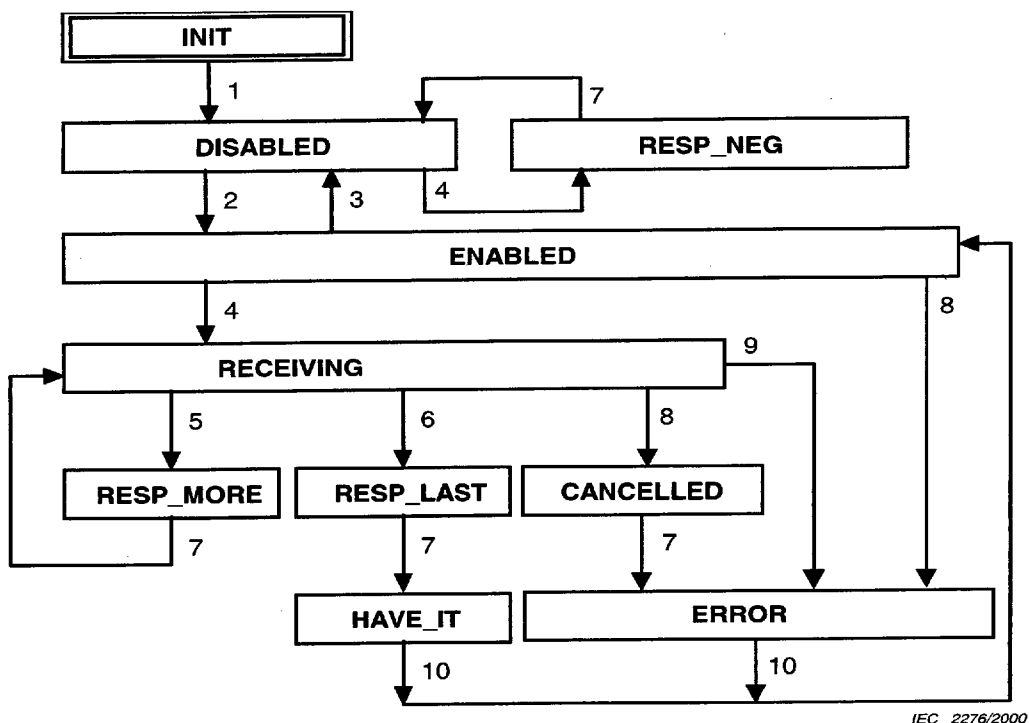 INIT
1
7
DISABLED
RESP_NEG
2
3
4
ENABLED
4
8
RECEIVING
9
5
6
8
RESP_MORE
RESP_LAST
CANCELLED
7
7
7
HAVE_IT
ERROR
10
10
IEC 2276/2000